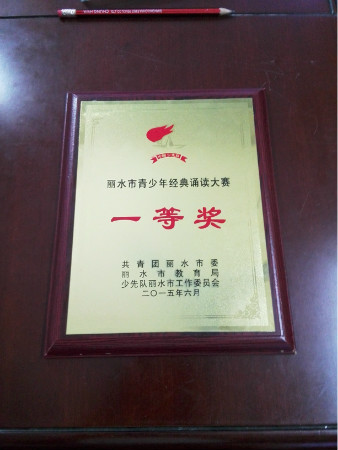 丽水市青少年经典诵读大赛
一等奖
共青团丽水市委
丽水市教育局
少先队丽水市工作委员会
二〇一五年六月